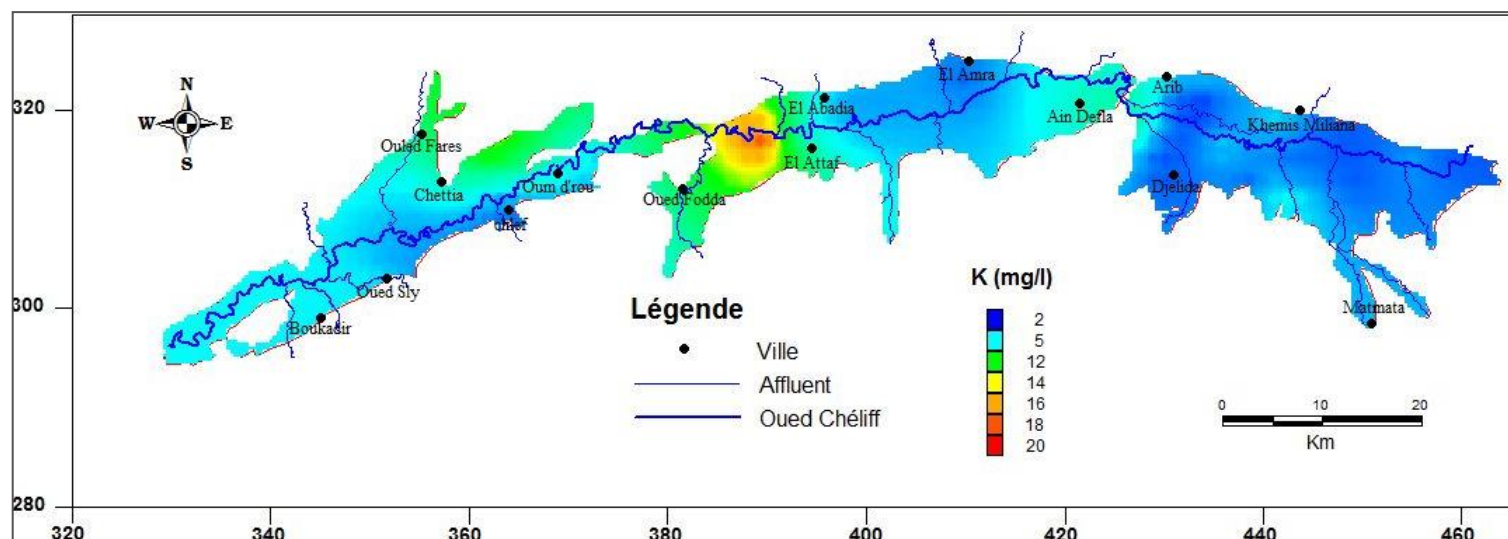 N
W E
S
320
300
280
320 340 360 380 400 420 440 460
Ouled Fares
Chettia
Oum d'rou
chlef
Oued Sly
Boukadir
Oued Fodda
El Abadia
El Attaf
El Amra
Ain Defla
Arib
Khemis Miliana
Djelida
Matmata
Légende
Ville
Affluent
Oued Chéliff
K (mg/l)
2
5
12
14
16
18
20
0 10 20
Km